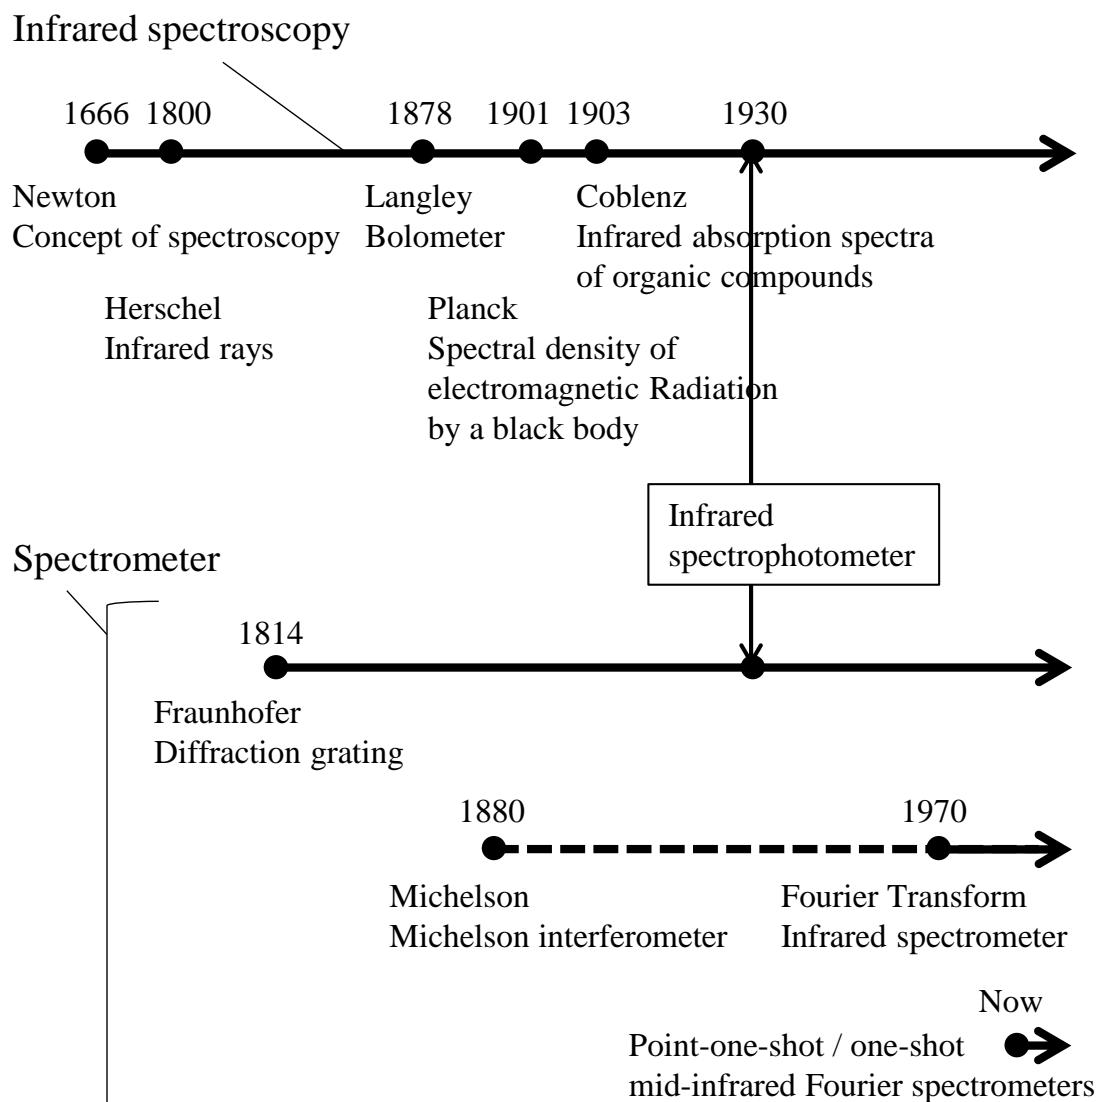 Infrared spectroscopy
1666 1800 1878 1901 1903 1930
Newton
Concept of spectroscopy
Langley
Bolometer
Coblenz
Infrared absorption spectra
of organic compounds
Herschel
Infrared rays
Planck
Spectral density of
electromagnetic Radiation
by a black body
Infrared
spectrophotometer
Spectrometer
1814
Fraunhofer
Diffraction grating
1880 1970
Michelson
Michelson interferometer
Fourier Transform
Infrared spectrometer
Now
Point-one-shot / one-shot
mid-infrared Fourier spectrometers